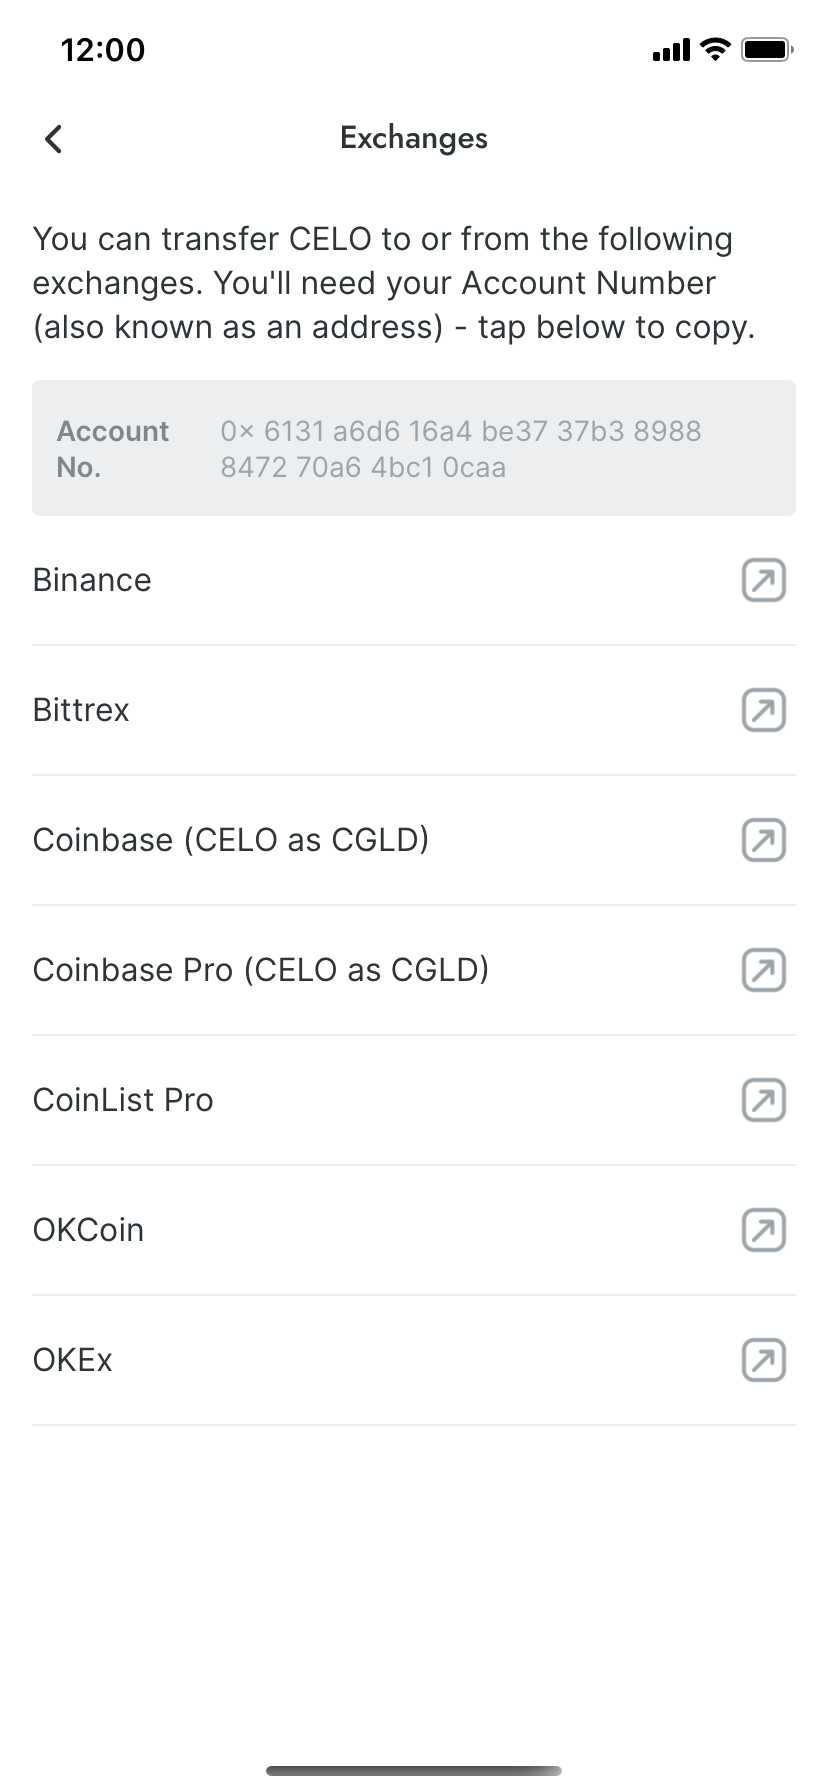 12:00
Exchanges
You can transfer CELO to or from the following
exchanges. You'll need your Account Number
(also known as an address) - tap below to copy.
Account 0x 6131 a6d6 16a4 be37 37b3 8988
No. 8472 70a6 4bc1 0caa
Binance
Bittrex
Coinbase (CELO as CGLD)
Coinbase Pro (CELO as CGLD)
CoinList Pro
OKCoin
OKEx